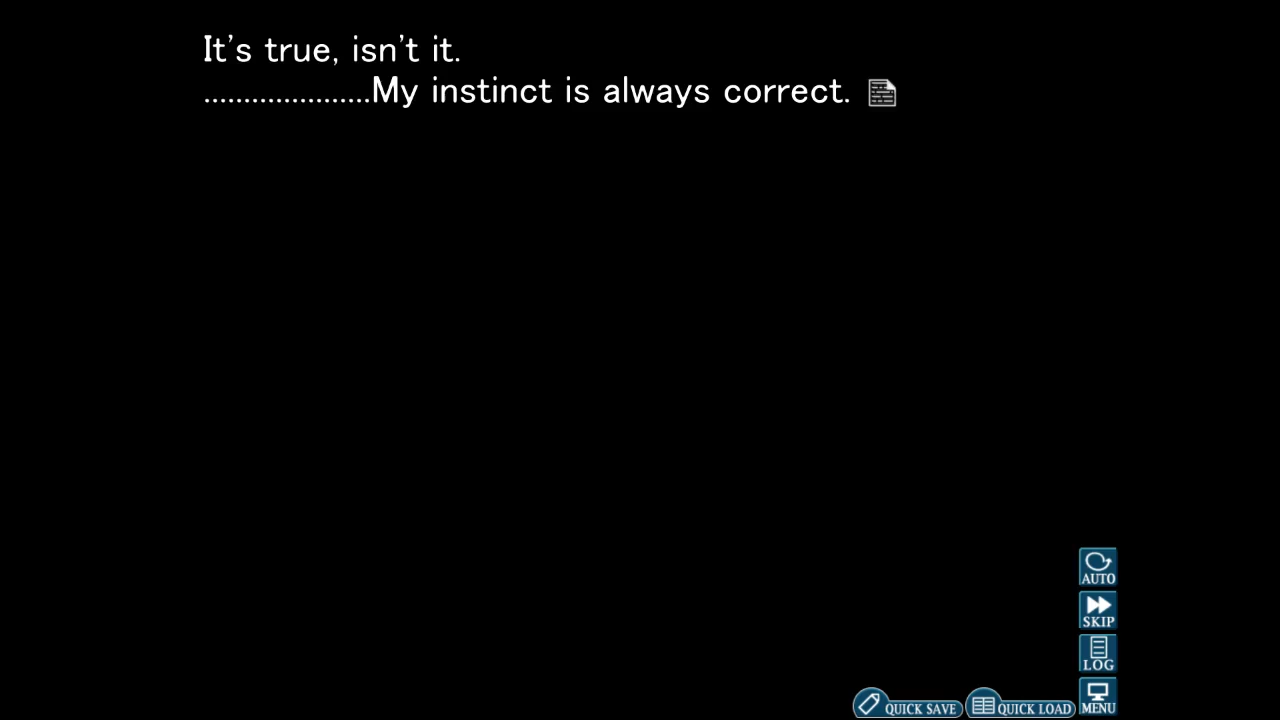 It's true, isn't it.
.....................My instinct is always correct.
AUTO
SKIP
LOG
QUICK SAVE
QUICK LOAD
MENU